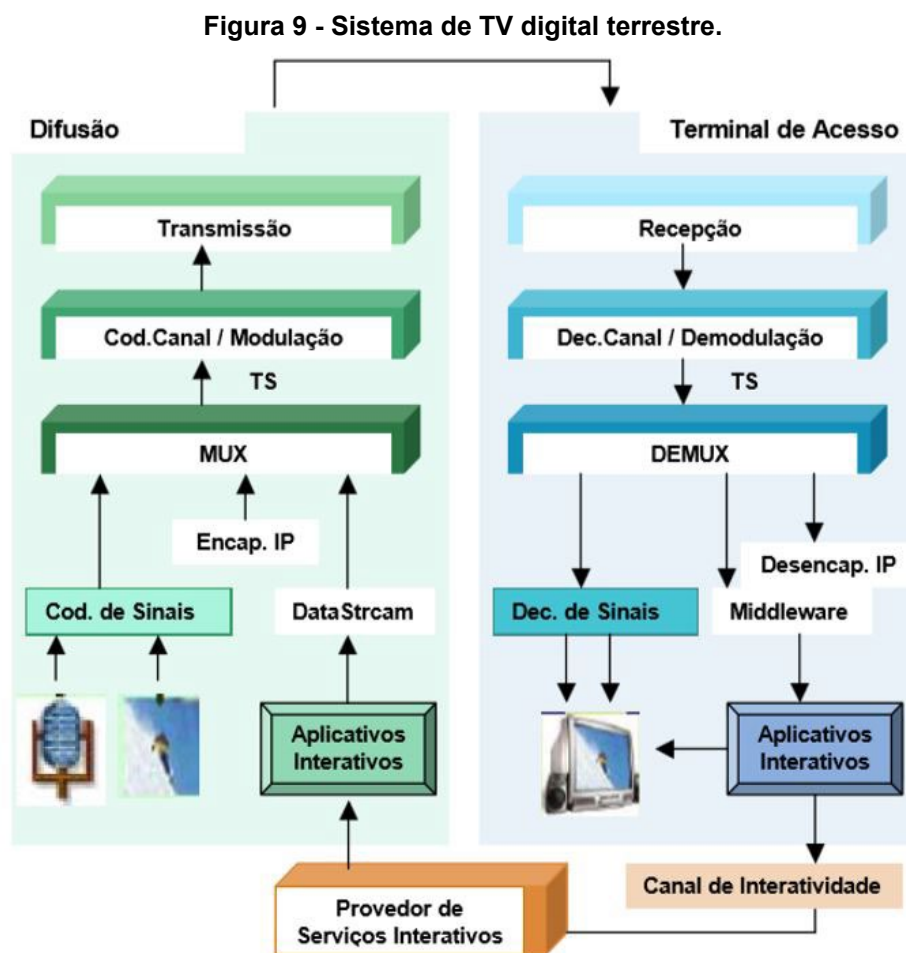 Figura 9 - Sistema de TV digital terrestre.
Difusão
Transmissão
Cod.Canal / Modulação
TS
MUX
Encap. IP
Cod. de Sinais
DataStrcam
Aplicativos
Interativos
Terminal de Acesso
Recepção
Dec.Canal / Demodulação
TS
DEMUX
Desencap. IP
Dec. de Sinais
Middleware
Aplicativos
Interativos
Canal de Interatividade
Provedor de
Serviços Interativos